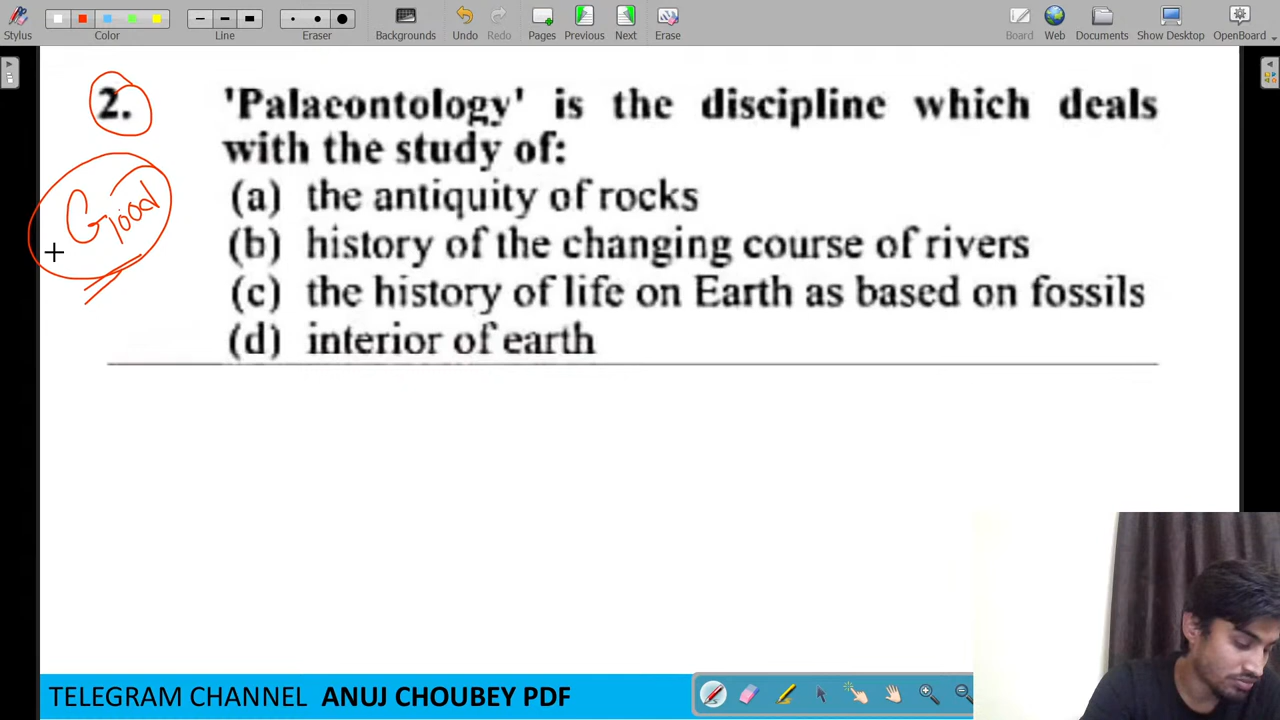 Stylus Color Line Eraser Backgrounds Undo Redo Pages Previous Next Erase Board Web Documents Show Desktop OpenBoard
2. 'Palaeontology' is the discipline which deals
with the study of:
Good
(a) the antiquity of rocks
(b) history of the changing course of rivers
(c) the history of life on Earth as based on fossils
(d) interior of earth
TELEGRAM CHANNEL ANUJ CHOUBEY PDF